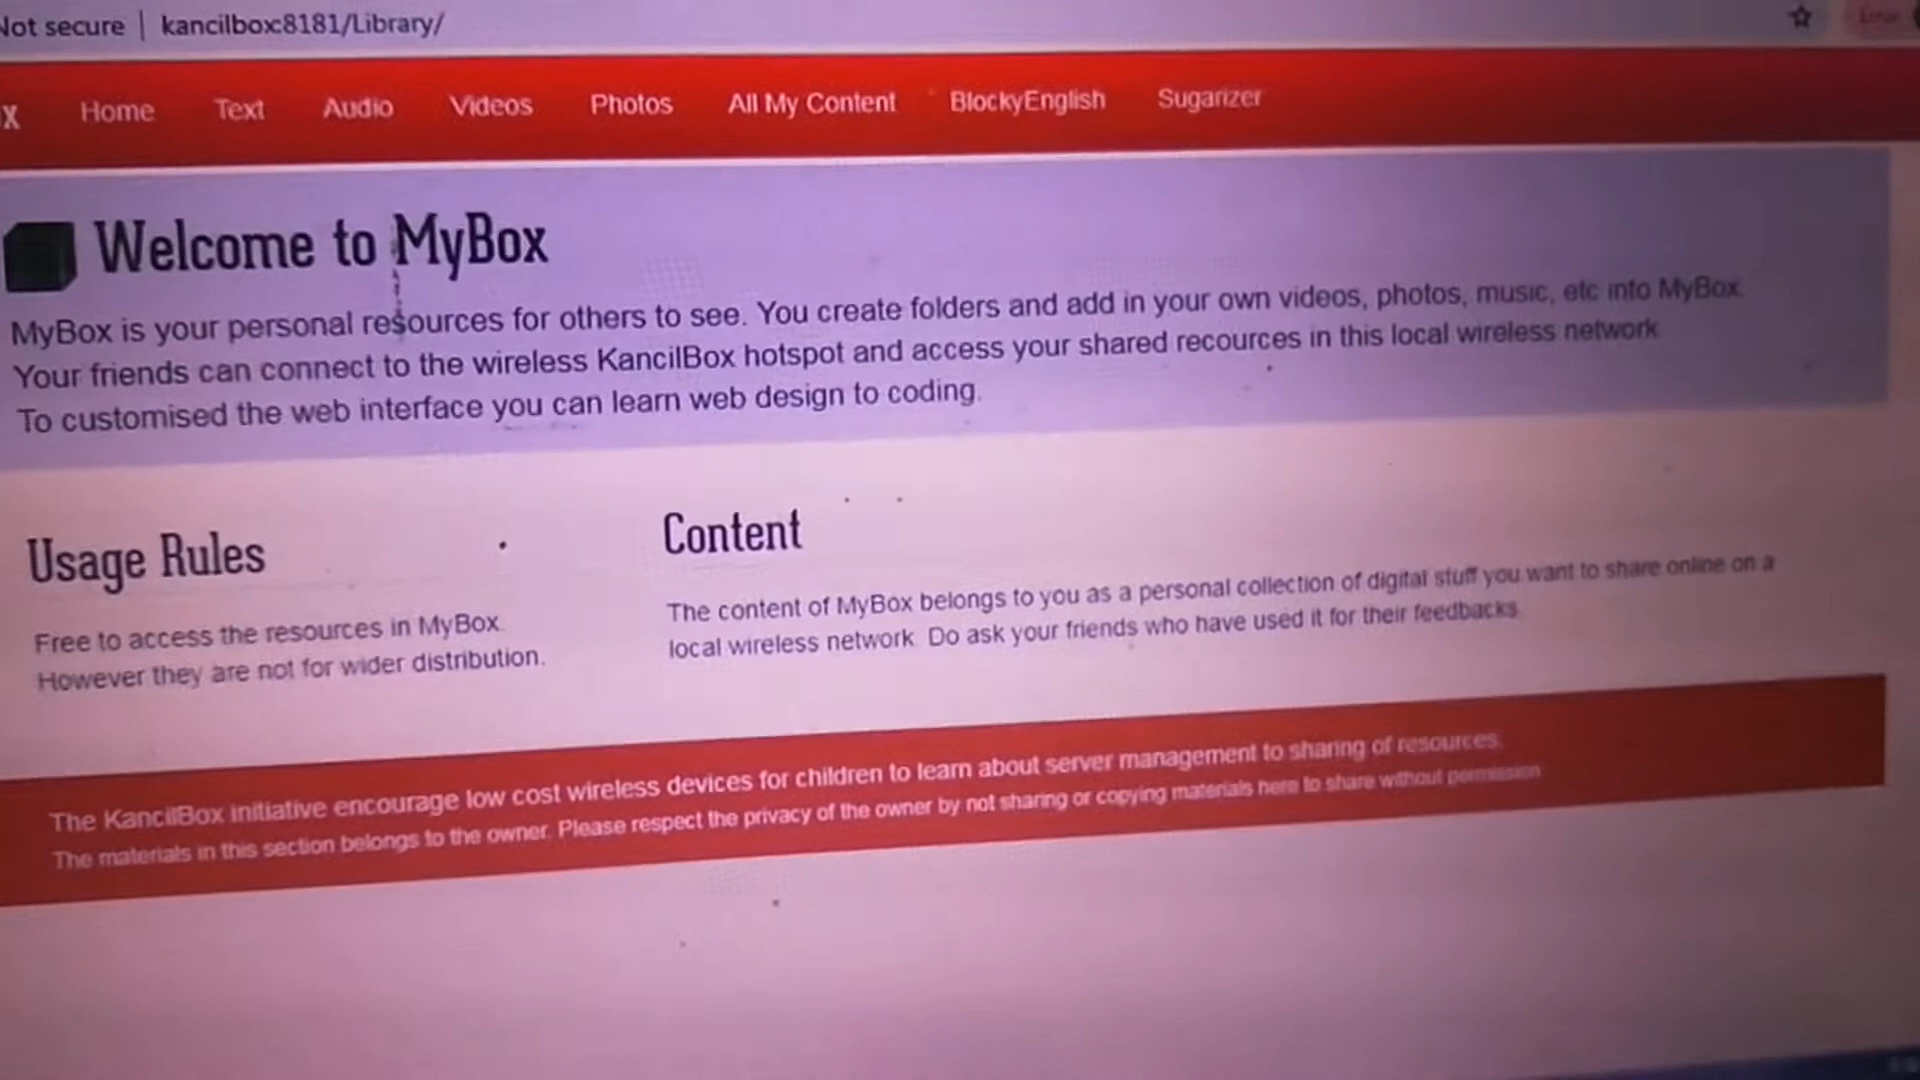 Not secure | kancilbox:8181/Library/
X Home Text Audio Videos Photos All My Content BlockyEnglish Sugarizer
Welcome to MyBox
MyBox is your personal resources for others to see. You create folders and add in your own videos, photos, music, etc into MyBox.
Your friends can connect to the wireless KancilBox hotspot and access your shared recources in this local wireless network
To customised the web interface you can learn web design to coding.
Usage Rules
Free to access the resources in MyBox.
However they are not for wider distribution.
Content
The content of MyBox belongs to you as a personal collection of digital stuff you want to share online on a
local wireless network. Do ask your friends who have used it for their feedbacks.
The KancilBox initiative encourage low cost wireless devices for children to learn about server management to sharing of resources.
The materials in this section belongs to the owner. Please respect the privacy of the owner by not sharing or copying materials here to share without permission